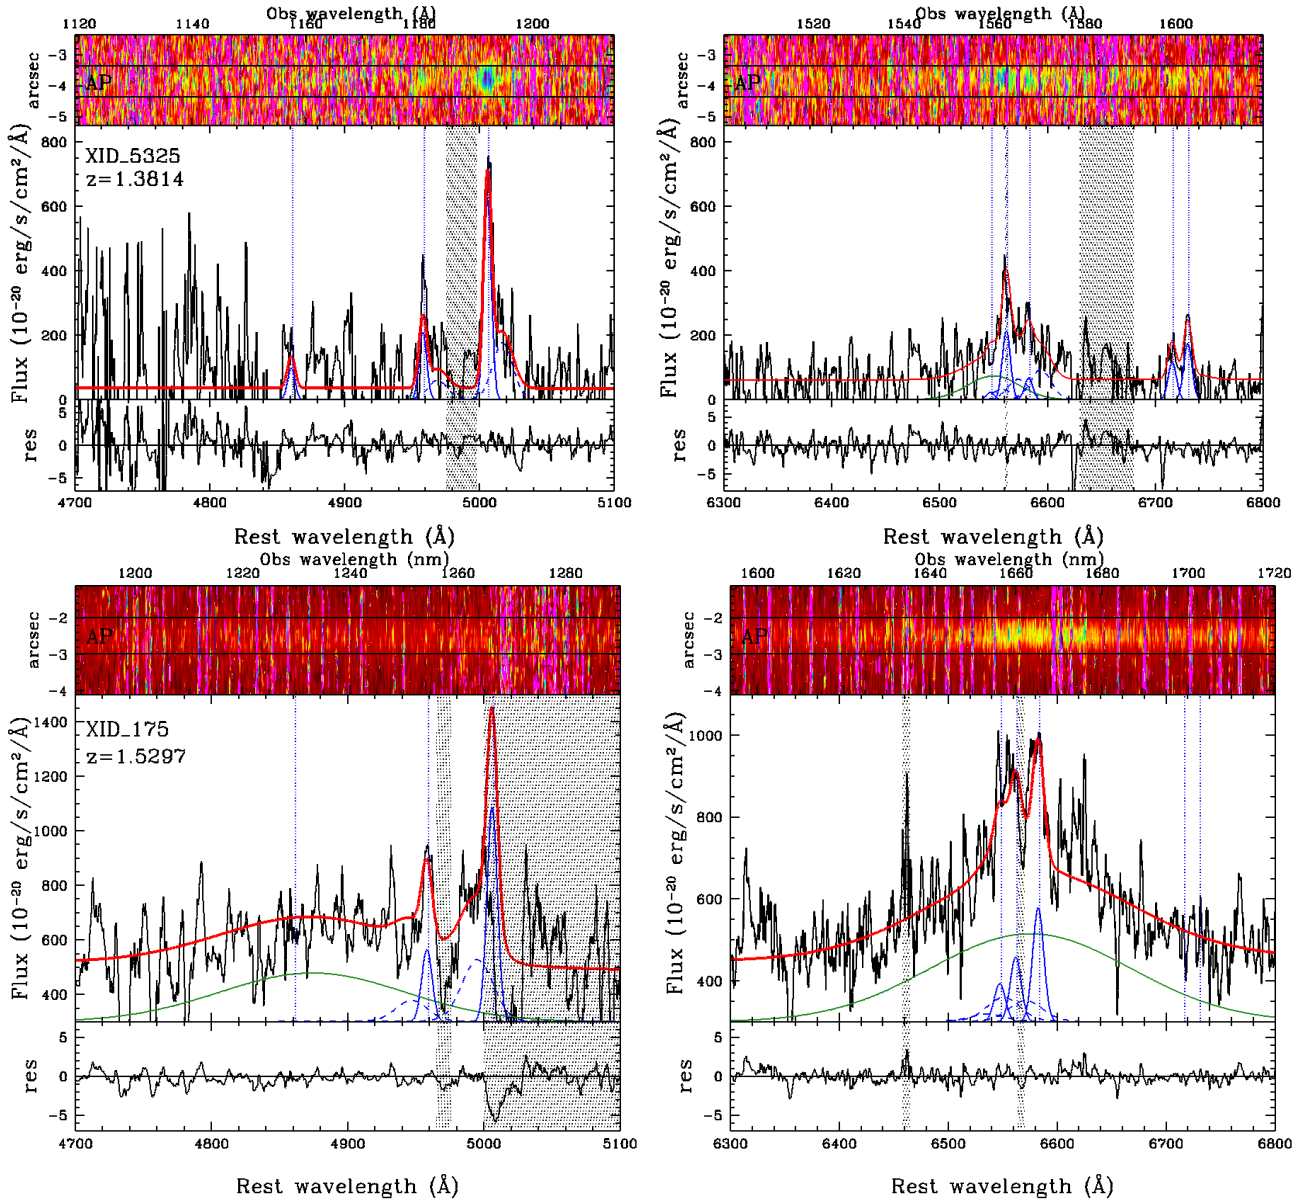 Obs wavelength (Å)
1120 1140 1160 1180 1200
arcsec
-3
-4
-5
AP
XID_5325
z=1.3814
Flux (10⁻²⁰ erg/s/cm²/Å)
800
600
400
200
0
res
5
0
-5
4700 4800 4900 5000 5100
Rest wavelength (Å)
Obs wavelength (Å)
1520 1540 1560 1580 1600
arcsec
-3
-4
-5
AP
Flux (10⁻²⁰ erg/s/cm²/Å)
800
600
400
200
0
res
5
0
-5
6300 6400 6500 6600 6700 6800
Rest wavelength (Å)
Obs wavelength (nm)
1200 1220 1240 1260 1280
arcsec
-2
-3
-4
AP
XID_175
z=1.5297
Flux (10⁻²⁰ erg/s/cm²/Å)
1400
1200
1000
800
600
400
res
5
0
-5
4700 4800 4900 5000 5100
Rest wavelength (Å)
Obs wavelength (nm)
1600 1620 1640 1660 1680 1700 1720
arcsec
-2
-3
-4
AP
Flux (10⁻²⁰ erg/s/cm²/Å)
1000
800
600
400
res
5
0
-5
6300 6400 6500 6600 6700 6800
Rest wavelength (Å)